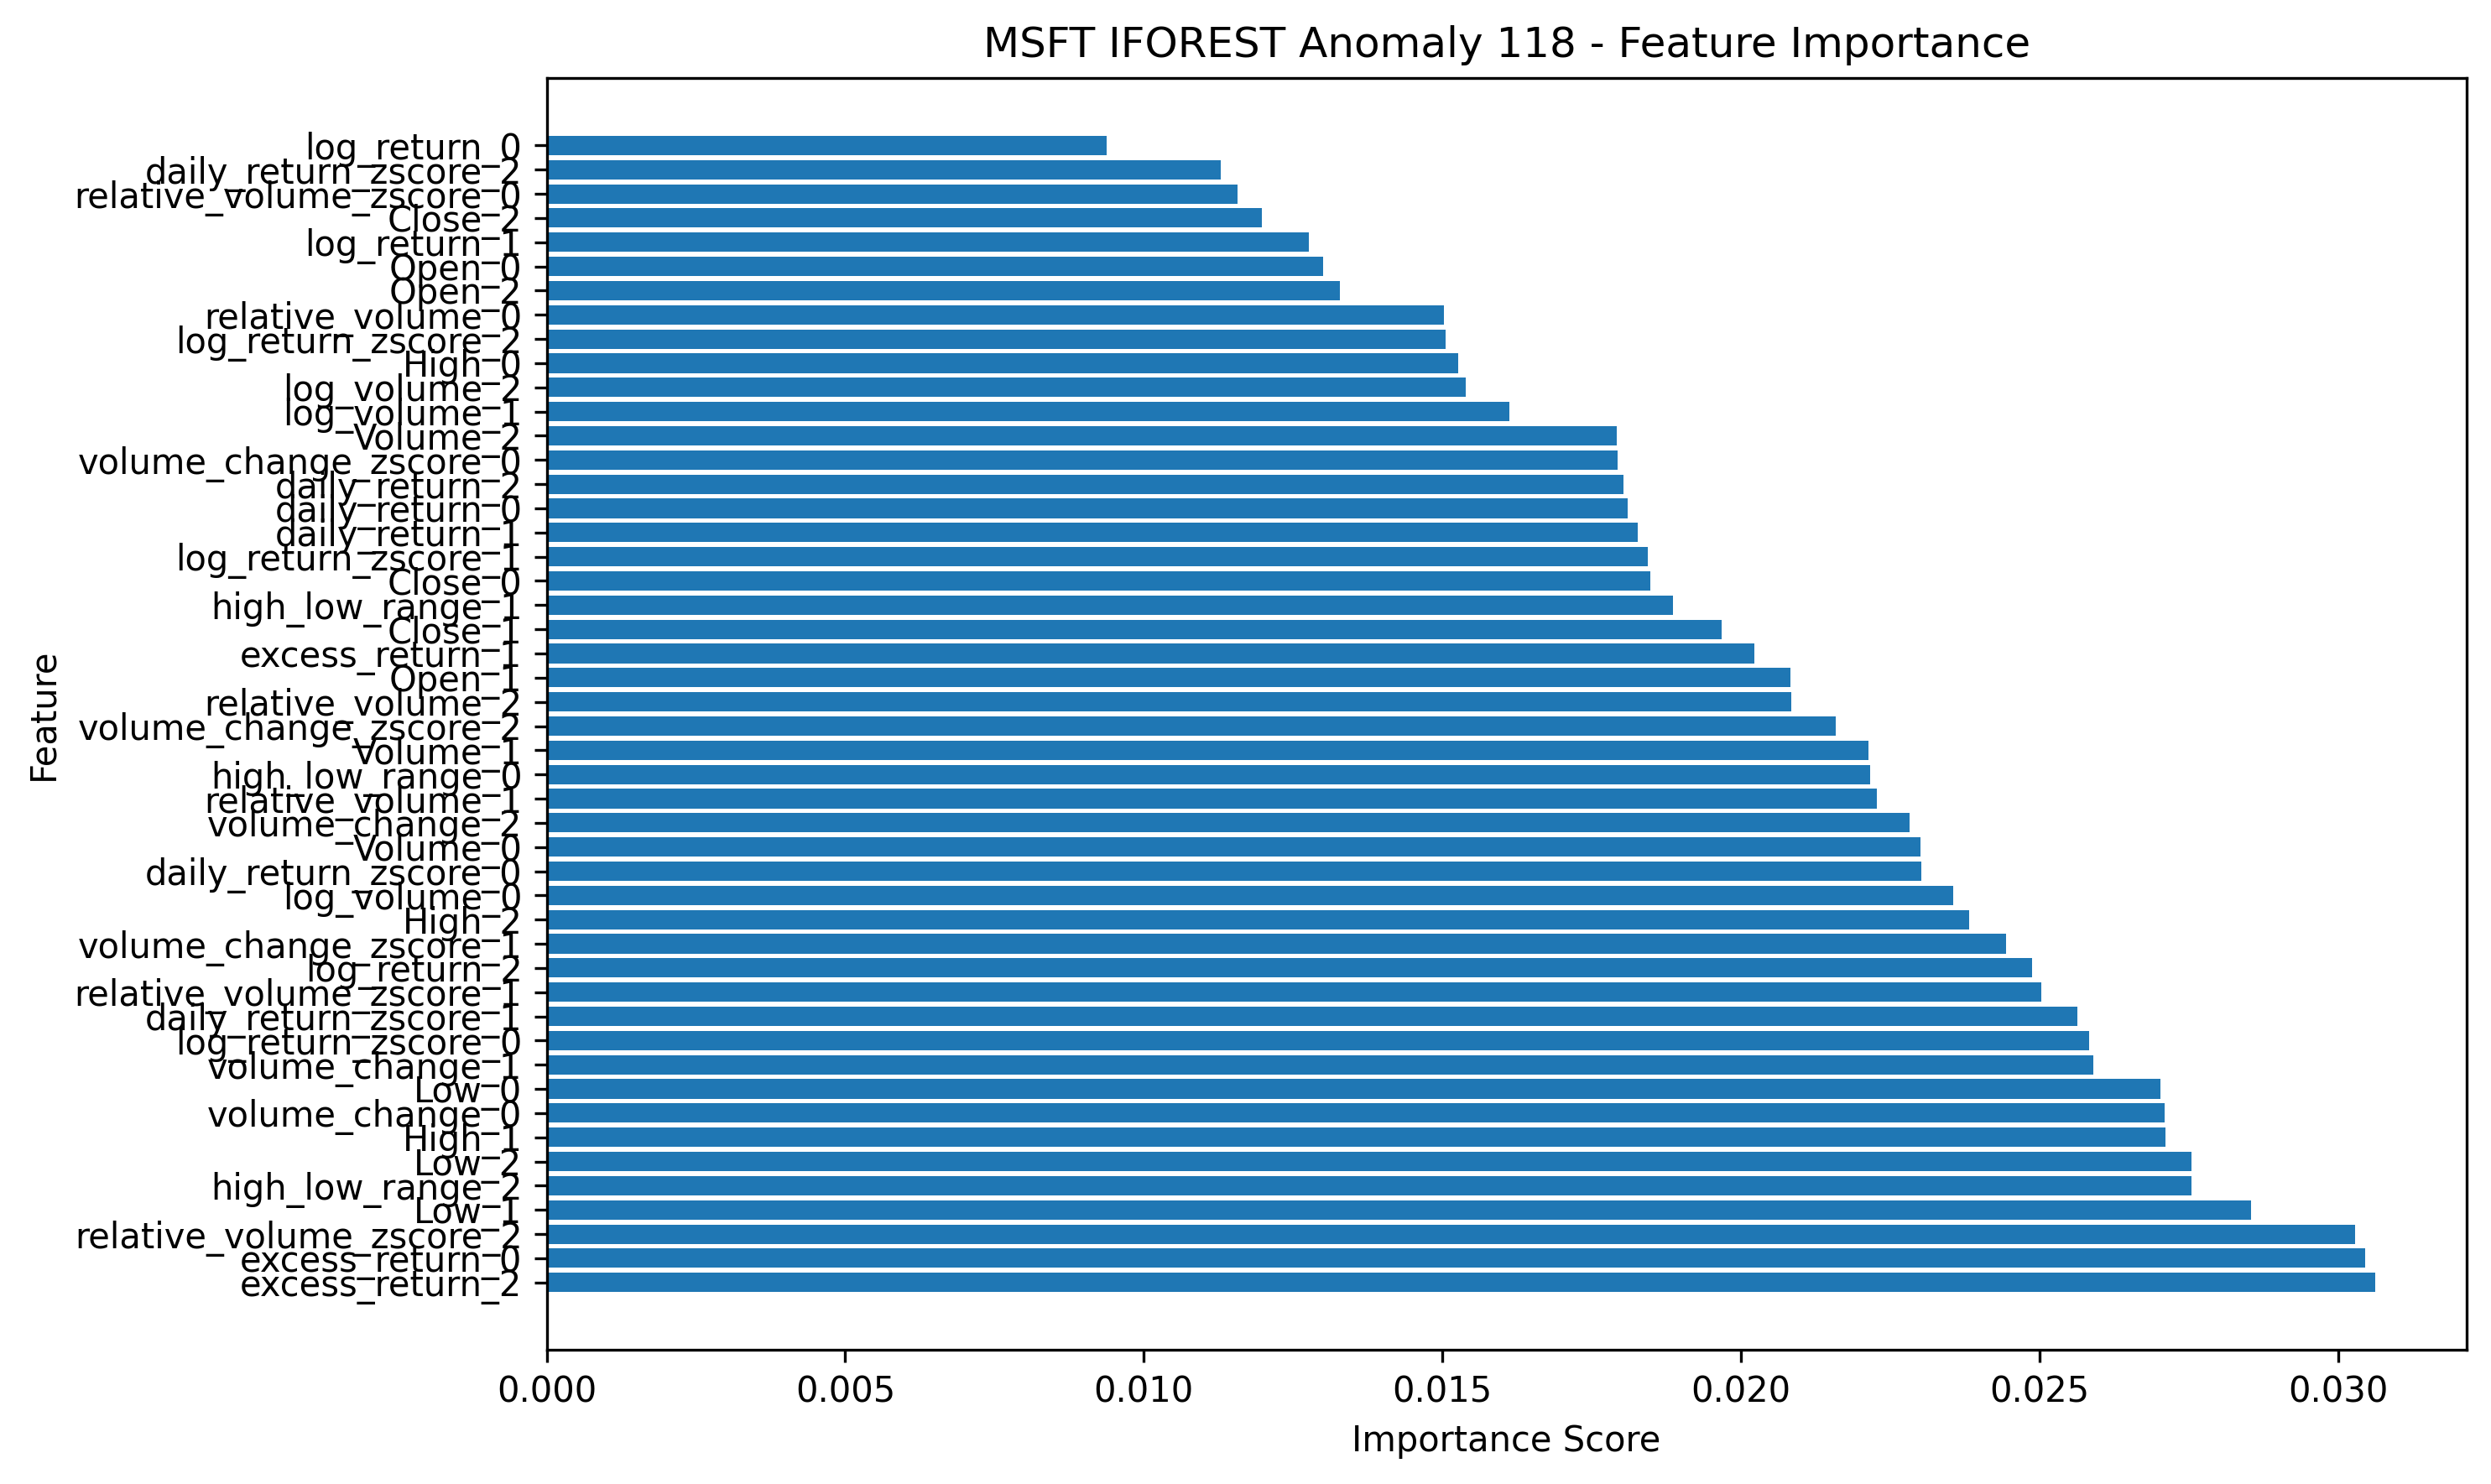 MSFT IFOREST Anomaly 118 - Feature Importance
log_return_0
daily_return_zscore_2
relative_volume_zscore_0
Close_2
log_return_1
Open_0
Open_2
relative_volume_0
log_return_zscore_2
High_0
log_volume_2
log_volume_1
Volume_2
volume_change_zscore_0
daily_return_2
daily_return_0
daily_return_1
log_return_zscore_1
Close_0
high_low_range_1
Close_1
excess_return_1
Open_1
relative_volume_2
volume_change_zscore_2
Volume_1
high_low_range_0
relative_volume_1
volume_change_2
Volume_0
daily_return_zscore_0
log_volume_0
High_2
volume_change_zscore_1
log_return_2
relative_volume_zscore_1
daily_return_zscore_1
log_return_zscore_0
volume_change_1
Low_0
volume_change_0
High_1
Low_2
high_low_range_2
Low_1
relative_volume_zscore_2
excess_return_0
excess_return_2
Feature
0.000 0.005 0.010 0.015 0.020 0.025 0.030
Importance Score